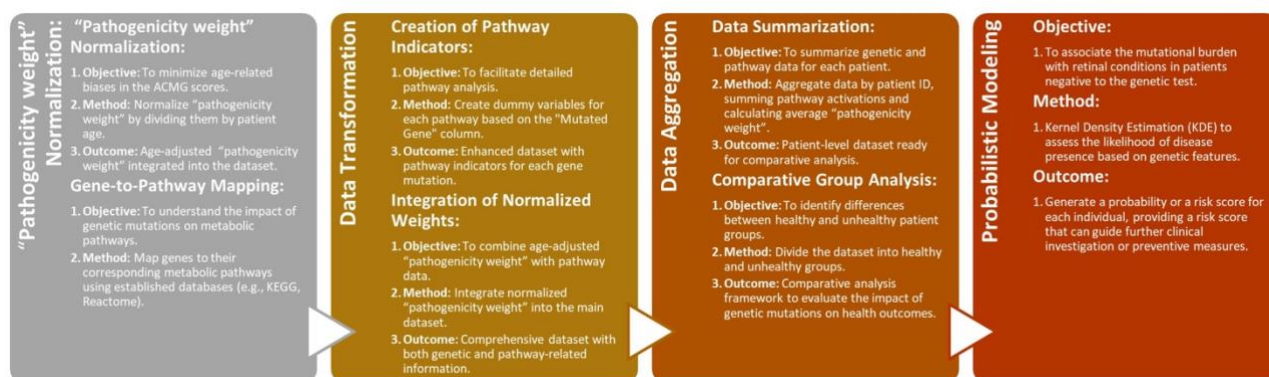 "Pathogenicity weight"
Normalization:
"Pathogenicity weight"
Normalization:
1. Objective: To minimize age-related
biases in the ACMG scores.
2. Method: Normalize "pathogenicity
weight" by dividing them by patient
age.
3. Outcome: Age-adjusted "pathogenicity
weight" integrated into the dataset.
Gene-to-Pathway Mapping:
1. Objective: To understand the impact of
genetic mutations on metabolic
pathways.
2. Method: Map genes to their
corresponding metabolic pathways
using established databases (e.g., KEGG,
Reactome).
Data Transformation
Creation of Pathway
Indicators:
1. Objective: To facilitate detailed
pathway analysis.
2. Method: Create dummy variables for
each pathway based on the "Mutated
Gene" column.
3. Outcome: Enhanced dataset with
pathway indicators for each gene
mutation.
Integration of Normalized
Weights:
1. Objective: To combine age-adjusted
"pathogenicity weight" with pathway
data.
2. Method: Integrate normalized
"pathogenicity weight" into the main
dataset.
3. Outcome: Comprehensive dataset with
both genetic and pathway-related
information.
Data Aggregation
Data Summarization:
1. Objective: To summarize genetic and
pathway data for each patient.
2. Method: Aggregate data by patient ID,
summing pathway activations and
calculating average "pathogenicity
weight".
3. Outcome: Patient-level dataset ready
for comparative analysis.
Comparative Group Analysis:
1. Objective: To identify differences
between healthy and unhealthy patient
groups.
2. Method: Divide the dataset into healthy
and unhealthy groups.
3. Outcome: Comparative analysis
framework to evaluate the impact of
genetic mutations on health outcomes.
Probabilistic Modeling
Objective:
1. To associate the mutational burden
with retinal conditions in patients
negative to the genetic test.
Method:
1. Kernel Density Estimation (KDE) to
assess the likelihood of disease
presence based on genetic features.
Outcome:
1. Generate a probability or a risk score for
each individual, providing a risk score
that can guide further clinical
investigation or preventive measures.